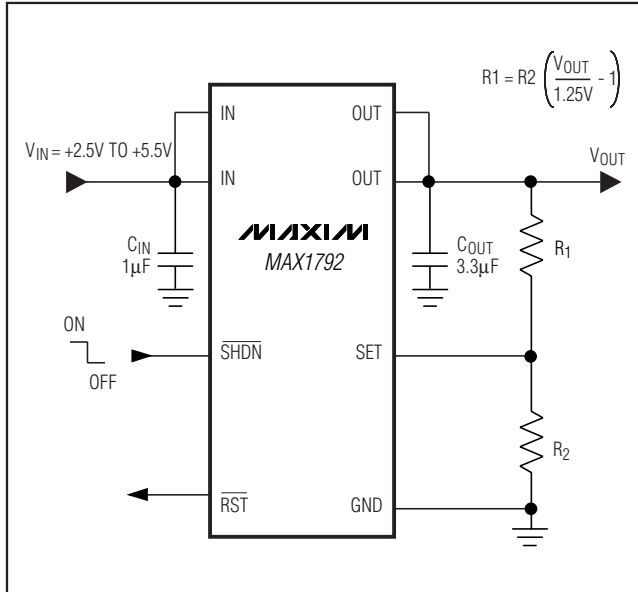 R1 = R2 (VOUT/1.25V - 1)
IN
OUT
VIN = +2.5V TO +5.5V
VOUT
IN
OUT
CIN
1µF
MAXIM
MAX1792
COUT
3.3µF
R1
ON
OFF
SHDN
SET
R2
RST
GND